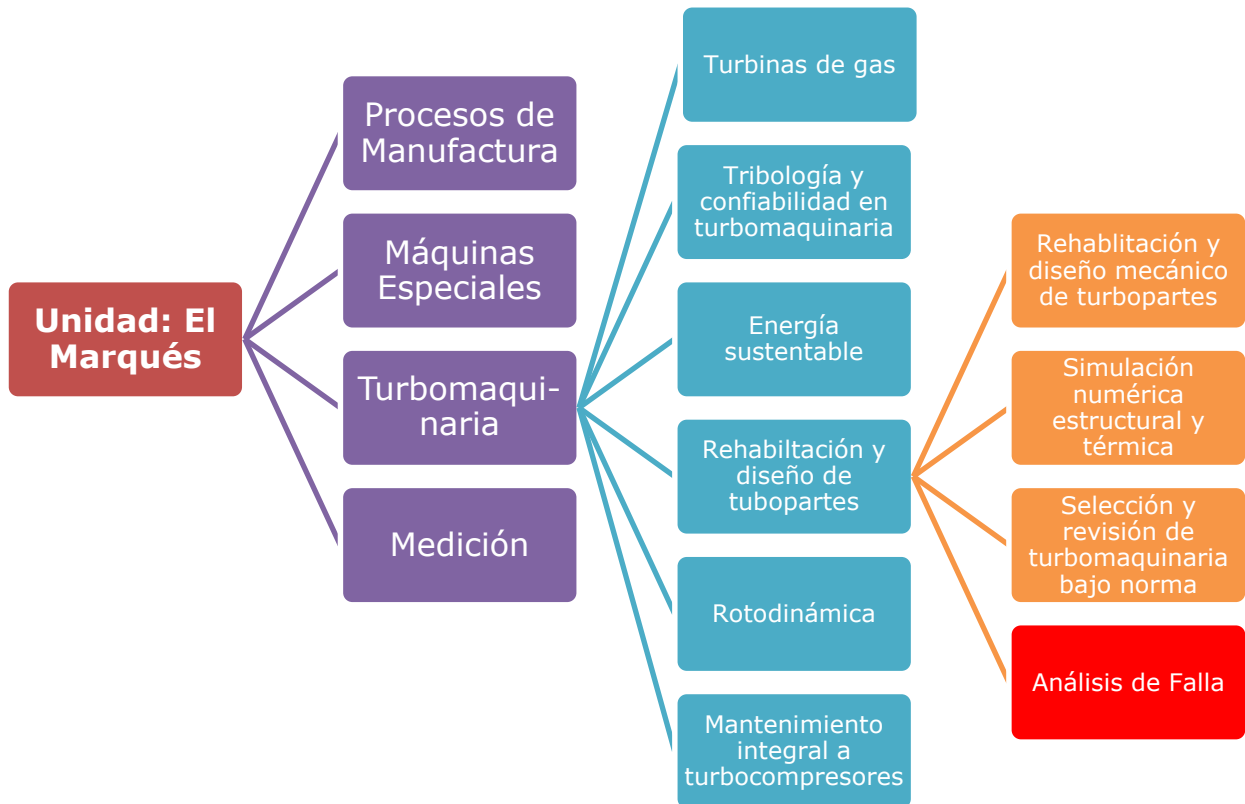 Unidad: El
Marqués
Procesos de
Manufactura
Máquinas
Especiales
Turbomaqui-
naria
Medición
Turbinas de gas
Tribología y
confiabilidad en
turbomaquinaria
Energía
sustentable
Rehabiltación y
diseño de
tubopartes
Rotodinámica
Mantenimiento
integral a
turbocompresores
Rehablitación y
diseño mecánico
de turbopartes
Simulación
numérica
estructural y
térmica
Selección y
revisión de
turbomaquinaria
bajo norma
Análisis de Falla